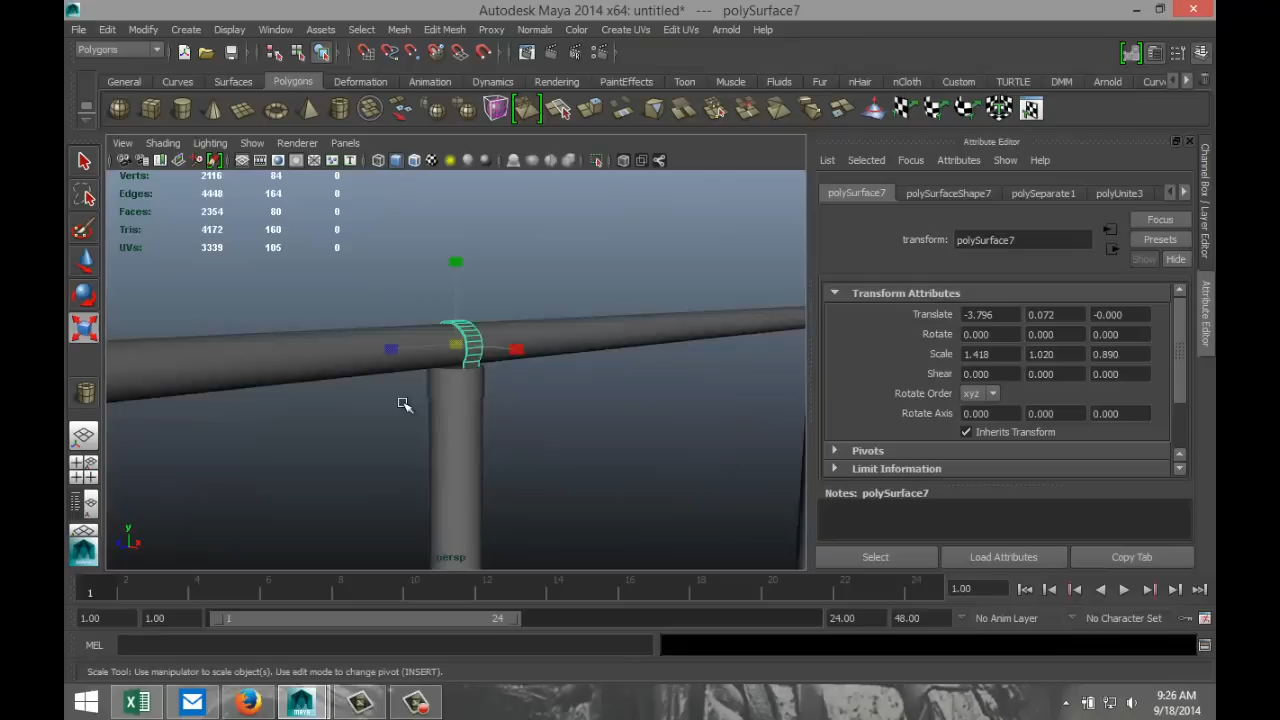 Autodesk Maya 2014 x64: untitled* --- polySurface7
File Edit Modify Create Display Window Assets Select Mesh Edit Mesh Proxy Normals Color Create UVs Edit UVs Arnold Help
Polygons
General Curves Surfaces Polygons Deformation Animation Dynamics Rendering PaintEffects Toon Muscle Fluids Fur nHair nCloth Custom TURTLE DMM Arnold Curv
View Shading Lighting Show Renderer Panels
Attribute Editor
List Selected Focus Attributes Show Help
Verts: 2116 84 0
Edges: 4448 164 0
Faces: 2354 80 0
Tris: 4172 160 0
UVs: 3339 105 0
polySurface7 polySurfaceShape7 polySeparate1 polyUnite3
Focus
transform: polySurface7
Presets
Show Hide
Transform Attributes
Translate -3.796 0.072 -0.000
Rotate 0.000 0.000 0.000
Scale 1.418 1.020 0.890
Shear 0.000 0.000 0.000
Rotate Order xyz
Rotate Axis 0.000 0.000 0.000
Inherits Transform
Pivots
Limit Information
Notes: polySurface7
Select Load Attributes Copy Tab
Channel Box / Layer Editor
Attribute Editor
y
x
persp
2 4 6 8 10 12 14 16 18 20 22 24
1
1.00
1.00 1.00 1 24 24.00 48.00 No Anim Layer No Character Set
MEL
Scale Tool: Use manipulator to scale object(s). Use edit mode to change pivot (INSERT).
9:26 AM
9/18/2014